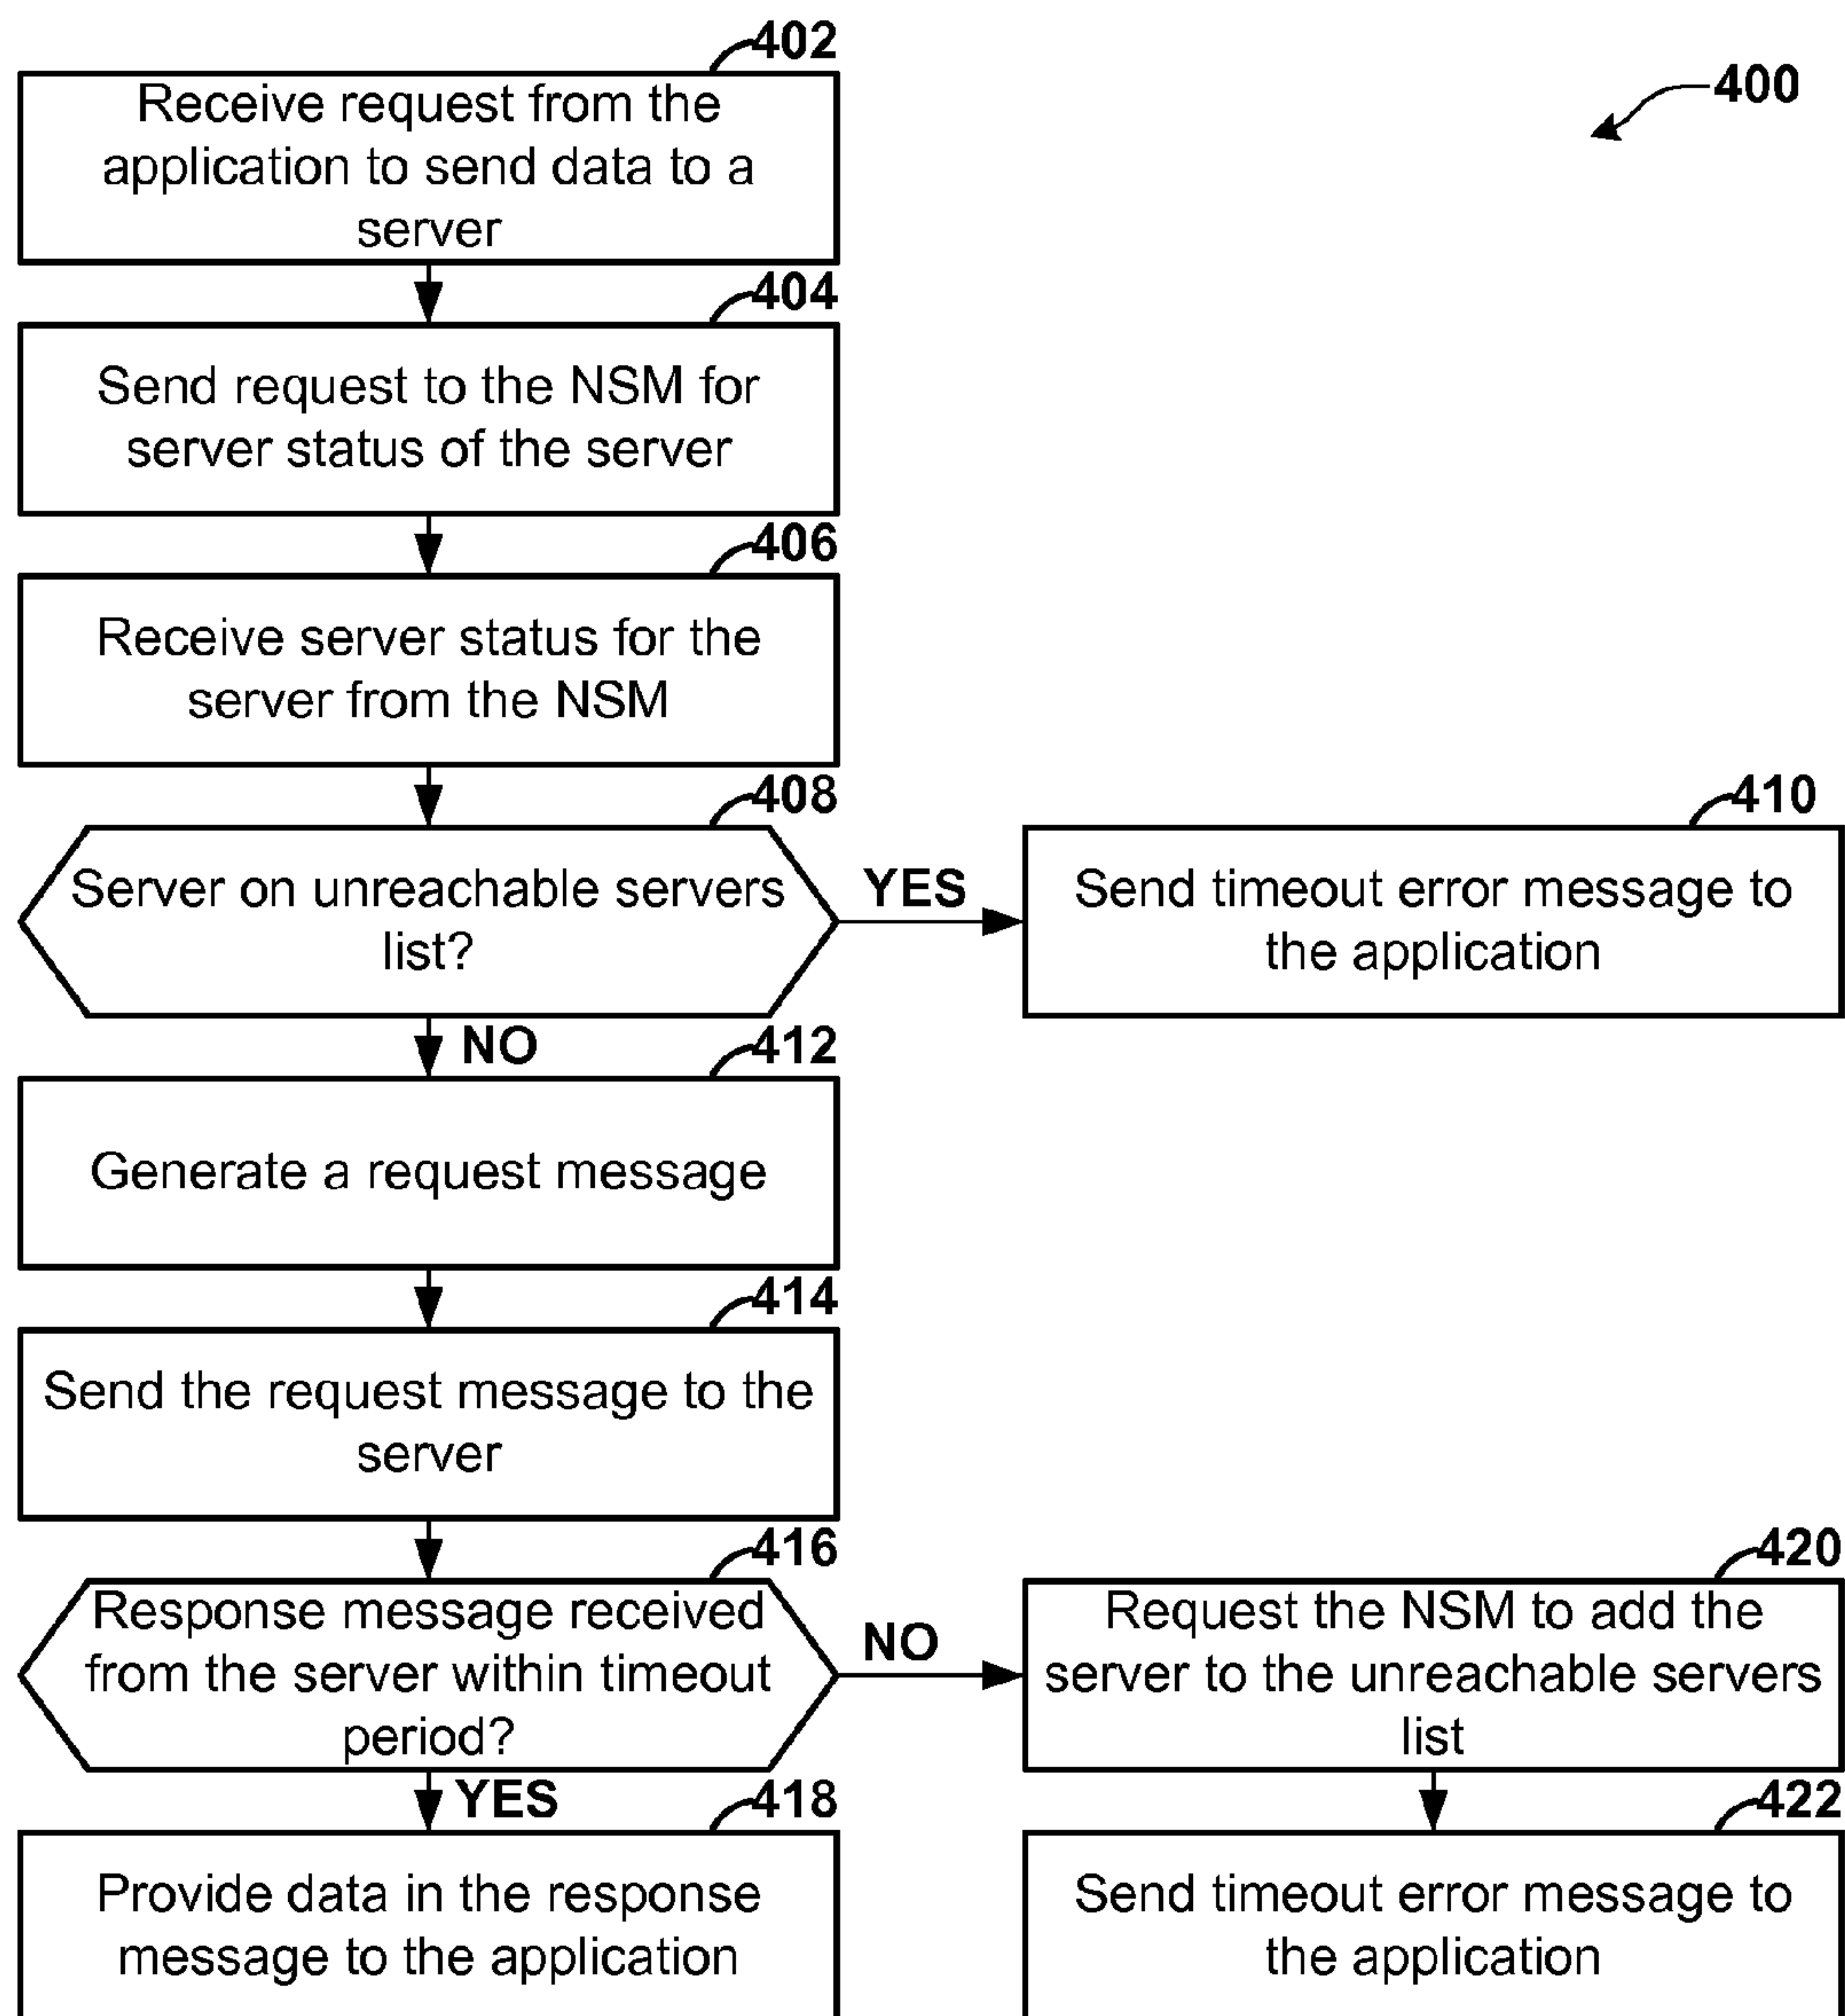 402
400
Receive request from the
application to send data to a
server
404
Send request to the NSM for
server status of the server
406
Receive server status for the
server from the NSM
408
Server on unreachable servers
list?
YES
410
Send timeout error message to
the application
NO
412
Generate a request message
414
Send the request message to the
server
416
Response message received
from the server within timeout
period?
NO
420
Request the NSM to add the
server to the unreachable servers
list
YES
418
Provide data in the response
message to the application
422
Send timeout error message to
the application